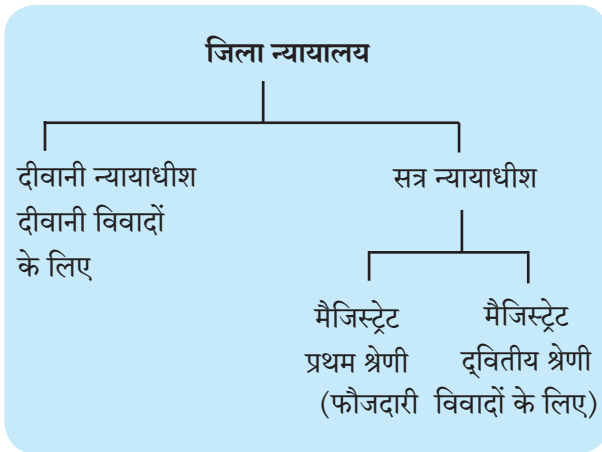 जिला न्यायालय
दीवानी न्यायाधीश
दीवानी विवादों
के लिए
सत्र न्यायाधीश
मैजिस्ट्रेट
प्रथम श्रेणी
मैजिस्ट्रेट
द्वितीय श्रेणी
(फौजदारी विवादों के लिए)